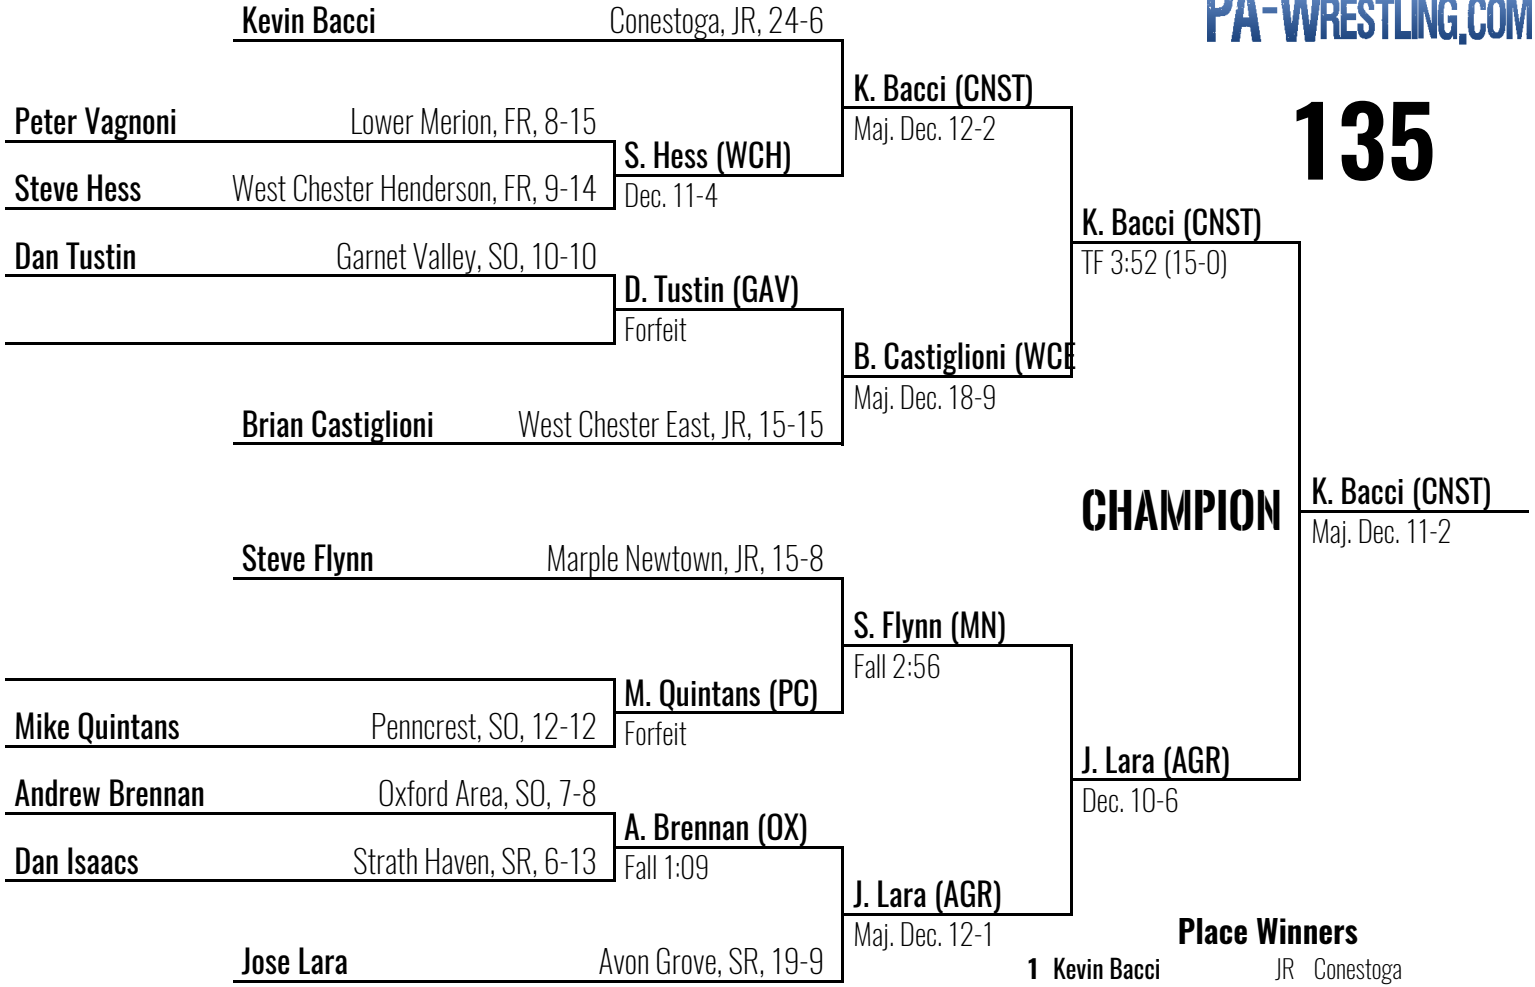 PA-WRESTLING.COM
135
Kevin Bacci Conestoga, JR, 24-6
K. Bacci (CNST)
Maj. Dec. 12-2
Peter Vagnoni Lower Merion, FR, 8-15
S. Hess (WCH)
Dec. 11-4
Steve Hess West Chester Henderson, FR, 9-14
K. Bacci (CNST)
TF 3:52 (15-0)
Dan Tustin Garnet Valley, SO, 10-10
D. Tustin (GAV)
Forfeit
B. Castiglioni (WCE
Maj. Dec. 18-9
Brian Castiglioni West Chester East, JR, 15-15
CHAMPION
K. Bacci (CNST)
Maj. Dec. 11-2
Steve Flynn Marple Newtown, JR, 15-8
S. Flynn (MN)
Fall 2:56
M. Quintans (PC)
Forfeit
Mike Quintans Penncrest, SO, 12-12
J. Lara (AGR)
Dec. 10-6
Andrew Brennan Oxford Area, SO, 7-8
A. Brennan (OX)
Fall 1:09
Dan Isaacs Strath Haven, SR, 6-13
J. Lara (AGR)
Maj. Dec. 12-1
Jose Lara Avon Grove, SR, 19-9
Place Winners
1 Kevin Bacci JR Conestoga